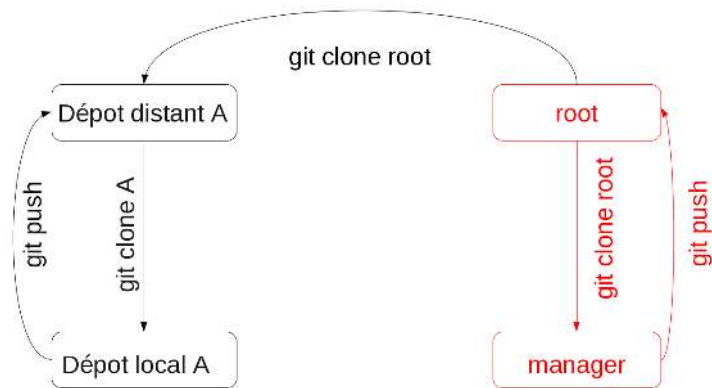 git clone root
Dépot distant A
root
git push
git clone A
git clone root
git push
Dépot local A
manager